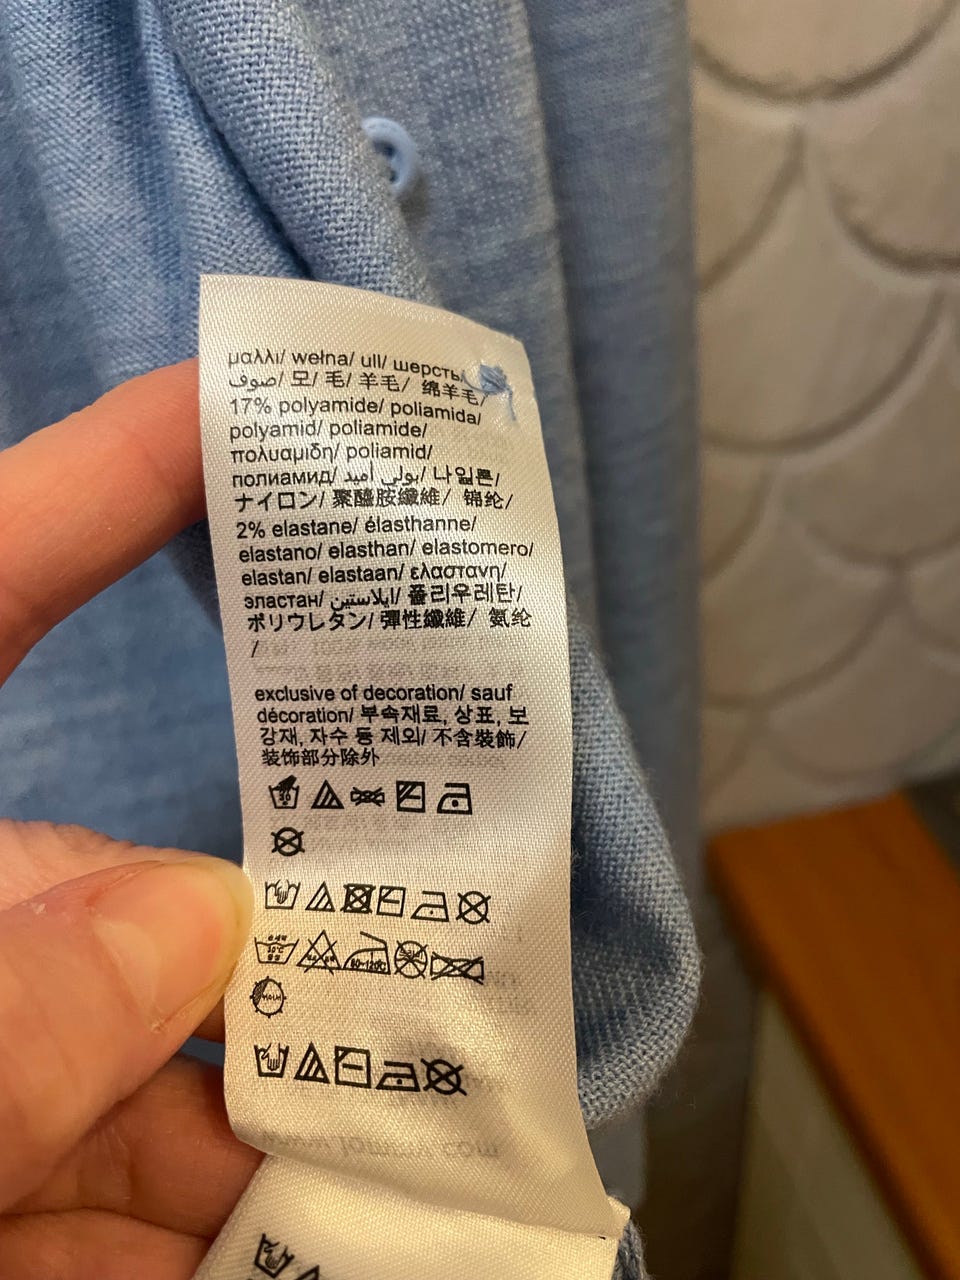 μαλλι/ wełna/ ull/ шерсть/
صوف/ 모/ 毛/ 羊毛/ 绵羊毛/
17% polyamide/ poliamida/
polyamid/ poliamide/
πολυαμιδη/ poliamid/
полиамид/ بولي أميد/ 나일론/
ナイロン/ 聚醯胺纖維/ 锦纶/
2% elastane/ élasthanne/
elastano/ elasthan/ elastomero/
elastan/ elastaan/ ελαστανη/
эластан/ إيلاستين/ 폴리우레탄/
ポリウレタン/ 彈性纖維/ 氨纶
/
exclusive of decoration/ sauf
décoration/ 부속재료, 상표, 보
강재, 자수 등 제외/ 不含裝飾/
装饰部分除外
30
30°C
80~120°C